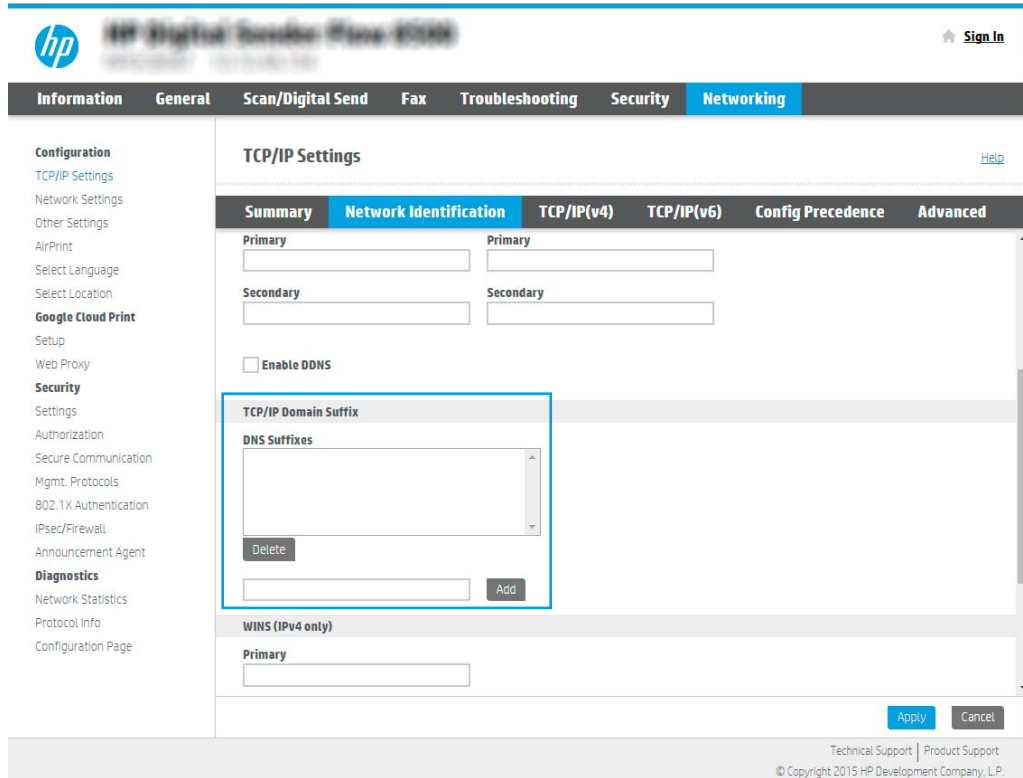 hp
Sign In
Information General Scan/Digital Send Fax Troubleshooting Security Networking
Configuration
TCP/IP Settings
Network Settings
Other Settings
AirPrint
Select Language
Select Location
Google Cloud Print
Setup
Web Proxy
Security
Settings
Authorization
Secure Communication
Mgmt. Protocols
802.1X Authentication
IPsec/Firewall
Announcement Agent
Diagnostics
Network Statistics
Protocol Info
Configuration Page
TCP/IP Settings
Help
Summary Network Identification TCP/IP(v4) TCP/IP(v6) Config Precedence Advanced
Primary Primary
Secondary Secondary
Enable DDNS
TCP/IP Domain Suffix
DNS Suffixes
Delete
Add
WINS (IPv4 only)
Primary
Apply Cancel
Technical Support | Product Support
© Copyright 2015 HP Development Company, L.P.